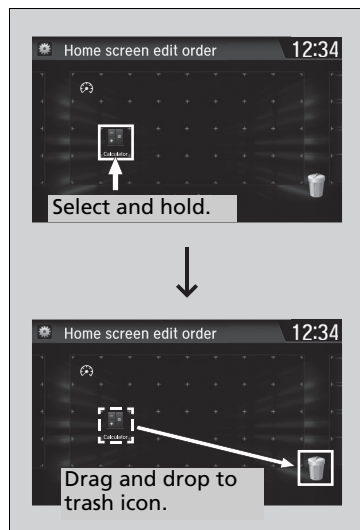 Home screen edit order 12:34
Calculator
Select and hold.
Home screen edit order 12:34
Calculator
Drag and drop to
trash icon.